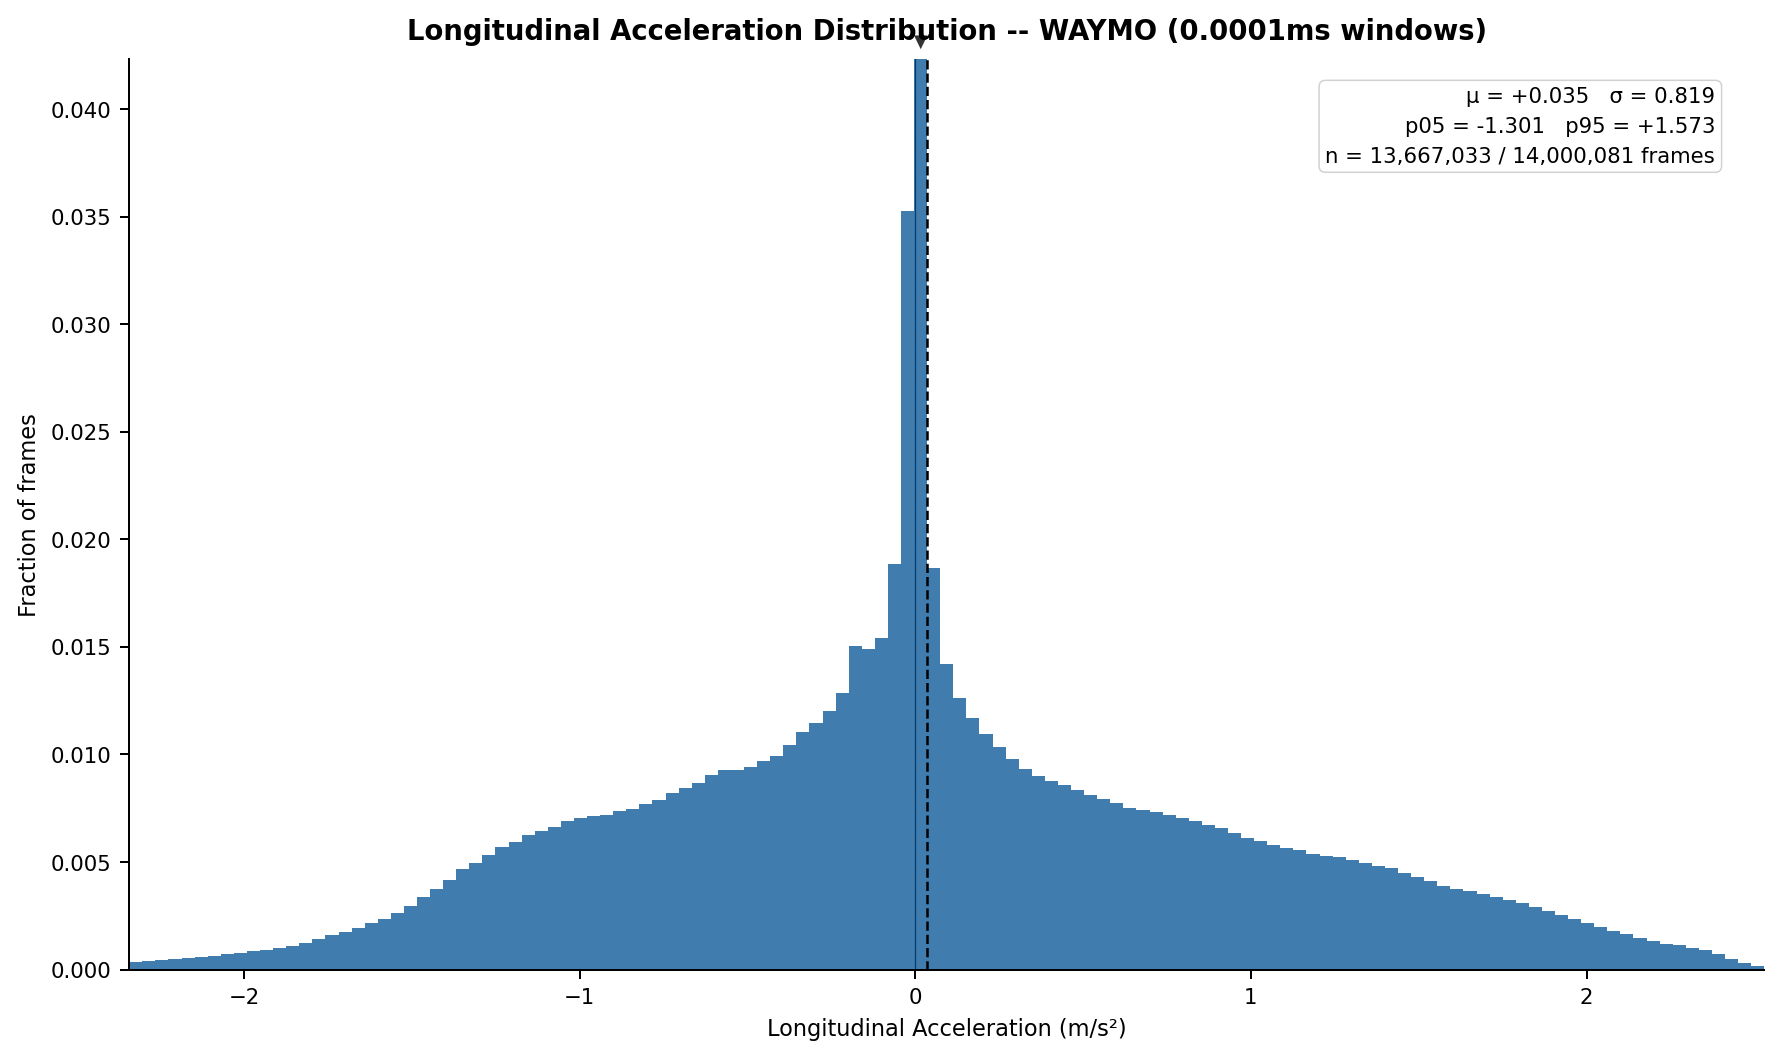 Longitudinal Acceleration Distribution -- WAYMO (0.0001ms windows)
μ = +0.035   σ = 0.819
p05 = -1.301   p95 = +1.573
n = 13,667,033 / 14,000,081 frames
Fraction of frames
0.040
0.035
0.030
0.025
0.020
0.015
0.010
0.005
0.000
−2
−1
0
1
2
Longitudinal Acceleration (m/s²)